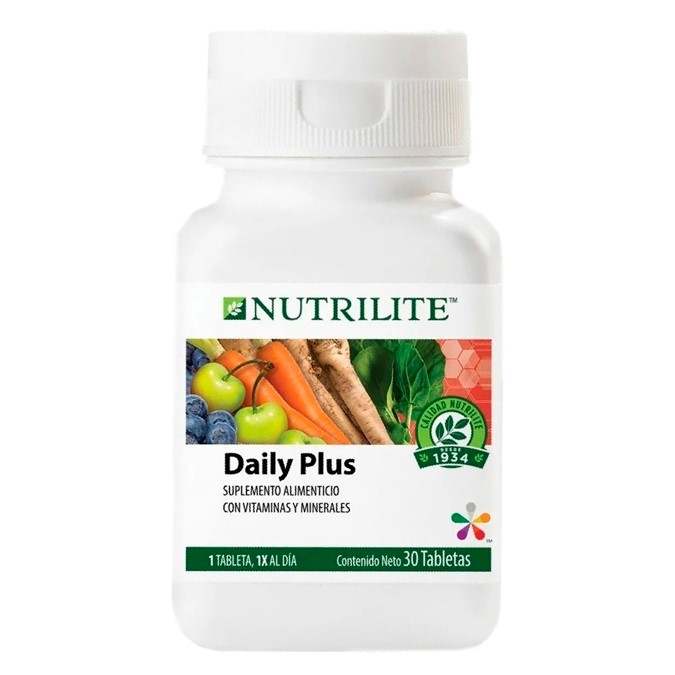 NUTRILITE™
CALIDAD NUTRILITE
DESDE
1934
Daily Plus
SUPLEMENTO ALIMENTICIO
CON VITAMINAS Y MINERALES
TM
1 TABLETA, 1X AL DÍA
Contenido Neto 30 Tabletas